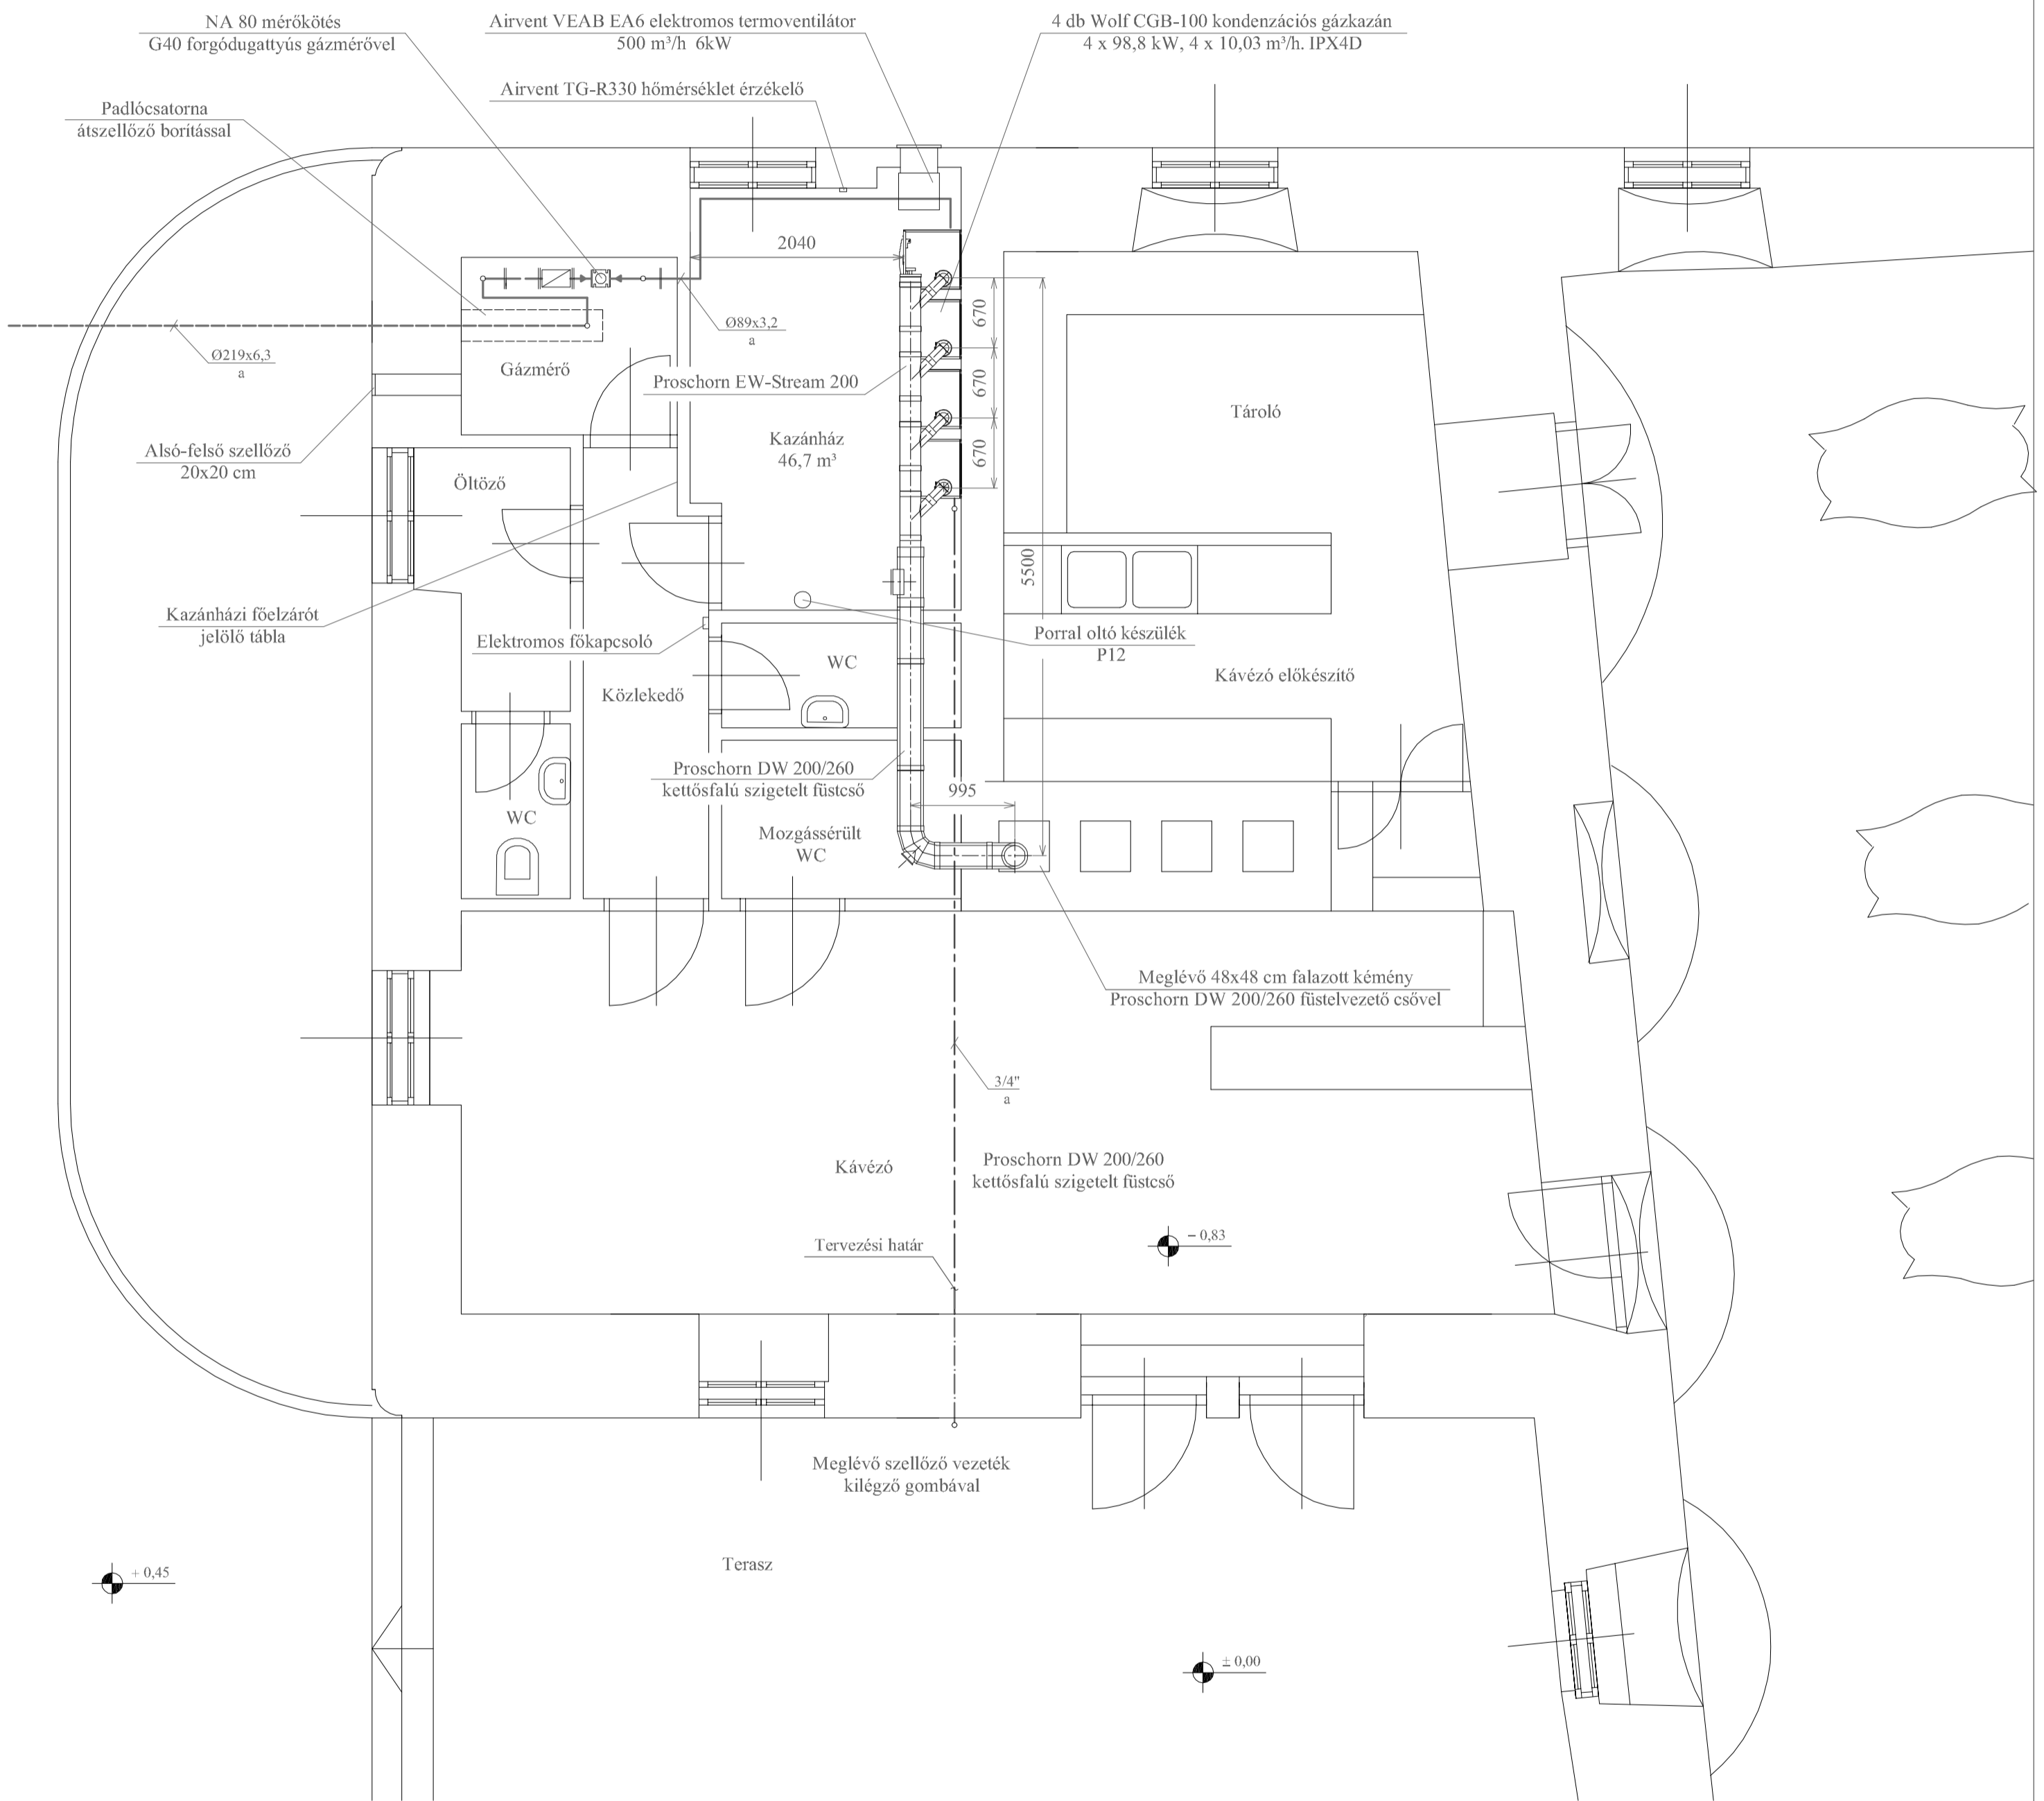 NA 80 mérőkötés
G40 forgódugattyús gázmérővel
Airvent VEAB EA6 elektromos termoventilátor
500 m³/h 6kW
4 db Wolf CGB-100 kondenzációs gázkazán
4 x 98,8 kW, 4 x 10,03 m³/h. IPX4D
Airvent TG-R330 hőmérséklet érzékelő
Padlócsatorna
átszellőző borítással
2040
670
670
670
5500
Ø89x3,2
a
Ø219x6,3
a
Gázmérő
Proschorn EW-Stream 200
Tároló
Kazánház
46,7 m³
Alsó-felső szellőző
20x20 cm
Öltöző
Kazánházi főelzárót
jelölő tábla
Elektromos főkapcsoló
Porral oltó készülék
P12
WC
Közlekedő
Kávézó előkészítő
Proschorn DW 200/260
kettősfalú szigetelt füstcső
995
WC
Mozgássérült
WC
Meglévő 48x48 cm falazott kémény
Proschorn DW 200/260 füstelvezető csővel
3/4"
a
Kávézó
Proschorn DW 200/260
kettősfalú szigetelt füstcső
Tervezési határ
− 0,83
Meglévő szellőző vezeték
kilégző gombával
Terasz
+ 0,45
± 0,00